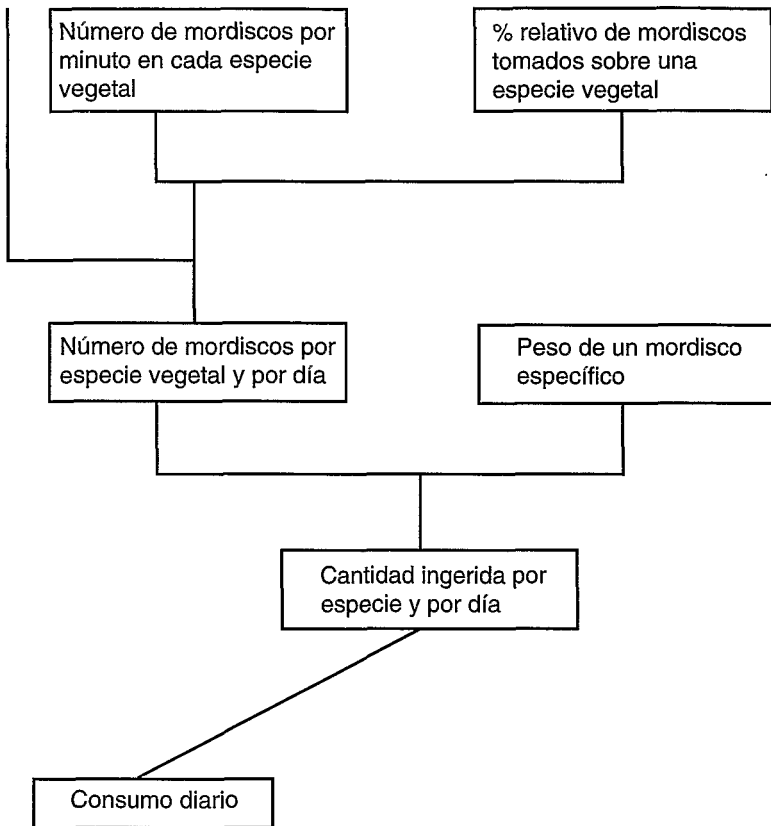 Número de mordiscos por
minuto en cada especie
vegetal
% relativo de mordiscos
tomados sobre una
especie vegetal
Número de mordiscos por
especie vegetal y por día
Peso de un mordisco
específico
Cantidad ingerida por
especie y por día
Consumo diario